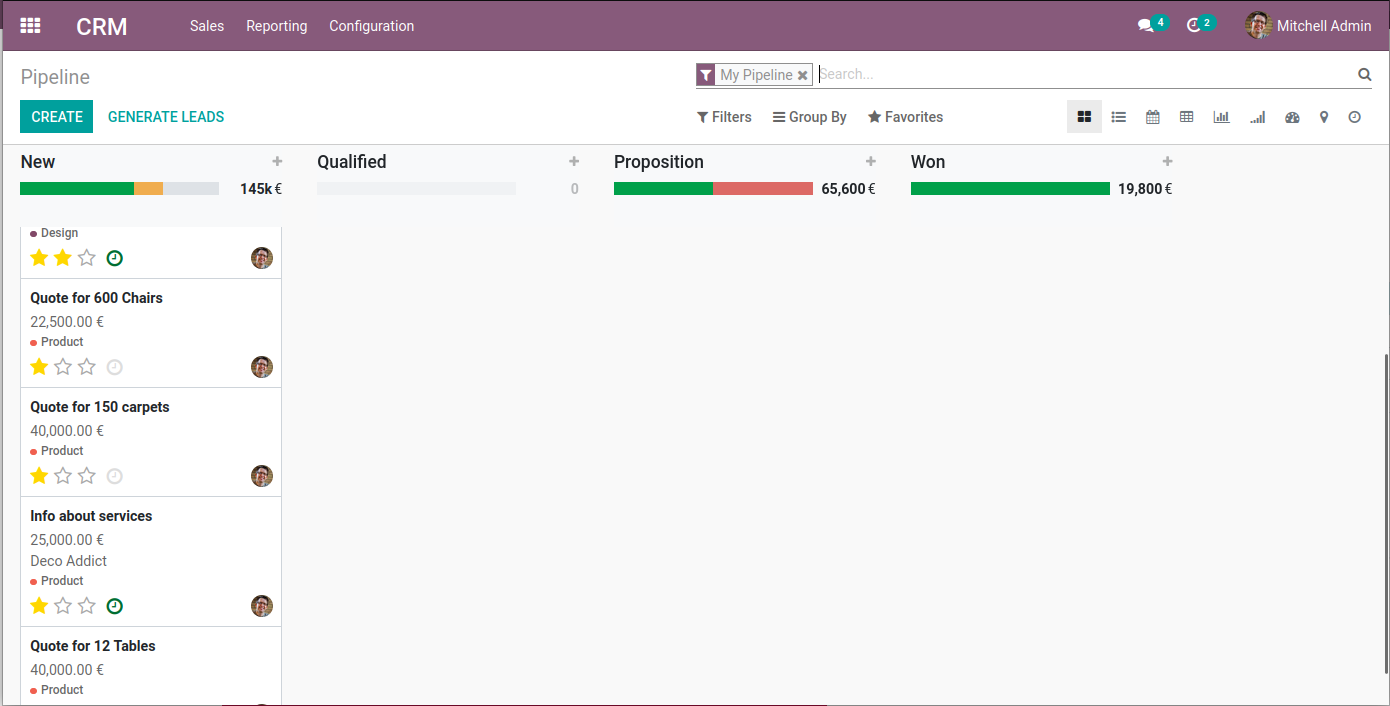 CRM Sales Reporting Configuration 4 2 Mitchell Admin
Pipeline My Pipeline Search...
CREATE GENERATE LEADS Filters Group By Favorites
New Qualified Proposition Won
145k € 0 65,600 € 19,800 €
Design
Quote for 600 Chairs
22,500.00 €
Product
Quote for 150 carpets
40,000.00 €
Product
Info about services
25,000.00 €
Deco Addict
Product
Quote for 12 Tables
40,000.00 €
Product